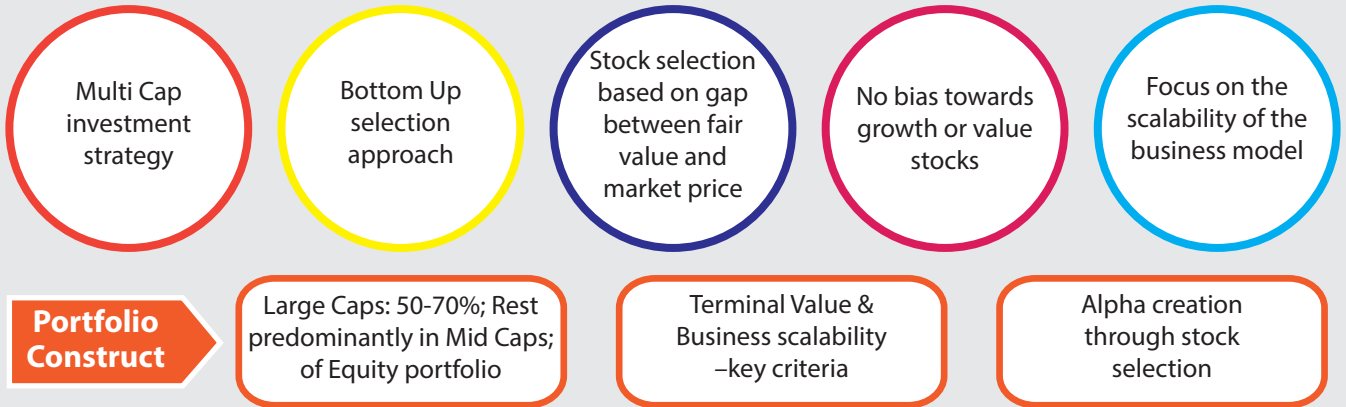 Multi Cap
investment
strategy
Bottom Up
selection
approach
Stock selection
based on gap
between fair
value and
market price
No bias towards
growth or value
stocks
Focus on the
scalability of the
business model
Portfolio
Construct
Large Caps: 50-70%; Rest
predominantly in Mid Caps;
of Equity portfolio
Terminal Value &
Business scalability
–key criteria
Alpha creation
through stock
selection